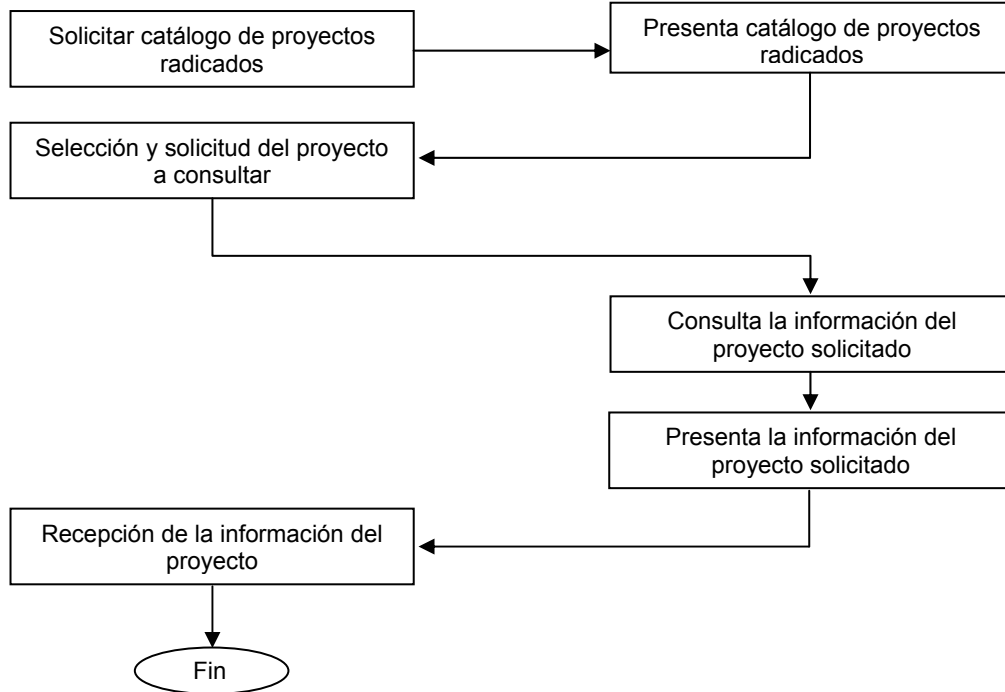 Solicitar catálogo de proyectos
radicados
Presenta catálogo de proyectos
radicados
Selección y solicitud del proyecto
a consultar
Consulta la información del
proyecto solicitado
Presenta la información del
proyecto solicitado
Recepción de la información del
proyecto
Fin